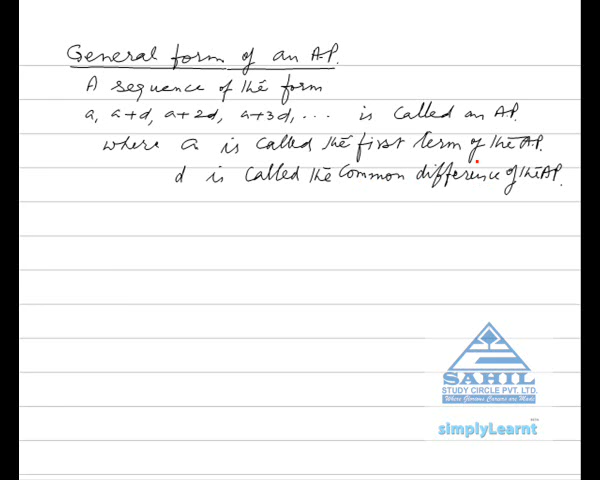 General form of an A.P.
A sequence of the form
a, a+d, a+2d, a+3d, ... is called an A.P.
where a is called the first term of the A.P.
d is called the common difference of the A.P.
SAHIL
STUDY CIRCLE PVT. LTD.
Where Glorious Careers are Made
BETA
simplyLearnt